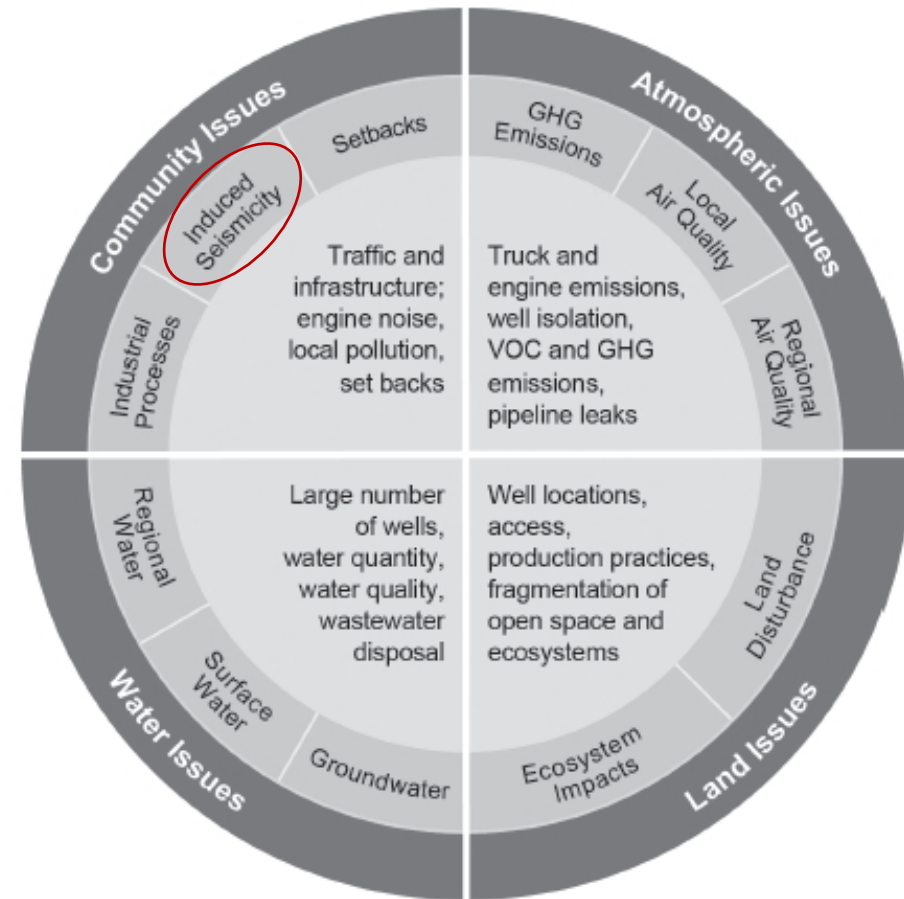 Community Issues
Setbacks
Induced
Seismicity
Industrial
Processes
Traffic and
infrastructure;
engine noise,
local pollution,
set backs
Atmospheric Issues
GHG
Emissions
Local
Air Quality
Regional
Air Quality
Truck and
engine emissions,
well isolation,
VOC and GHG
emissions,
pipeline leaks
Water Issues
Regional
Water
Surface
Water
Groundwater
Large number
of wells,
water quantity,
water quality,
wastewater
disposal
Land Issues
Land
Disturbance
Ecosystem
Impacts
Well locations,
access,
production practices,
fragmentation of
open space and
ecosystems